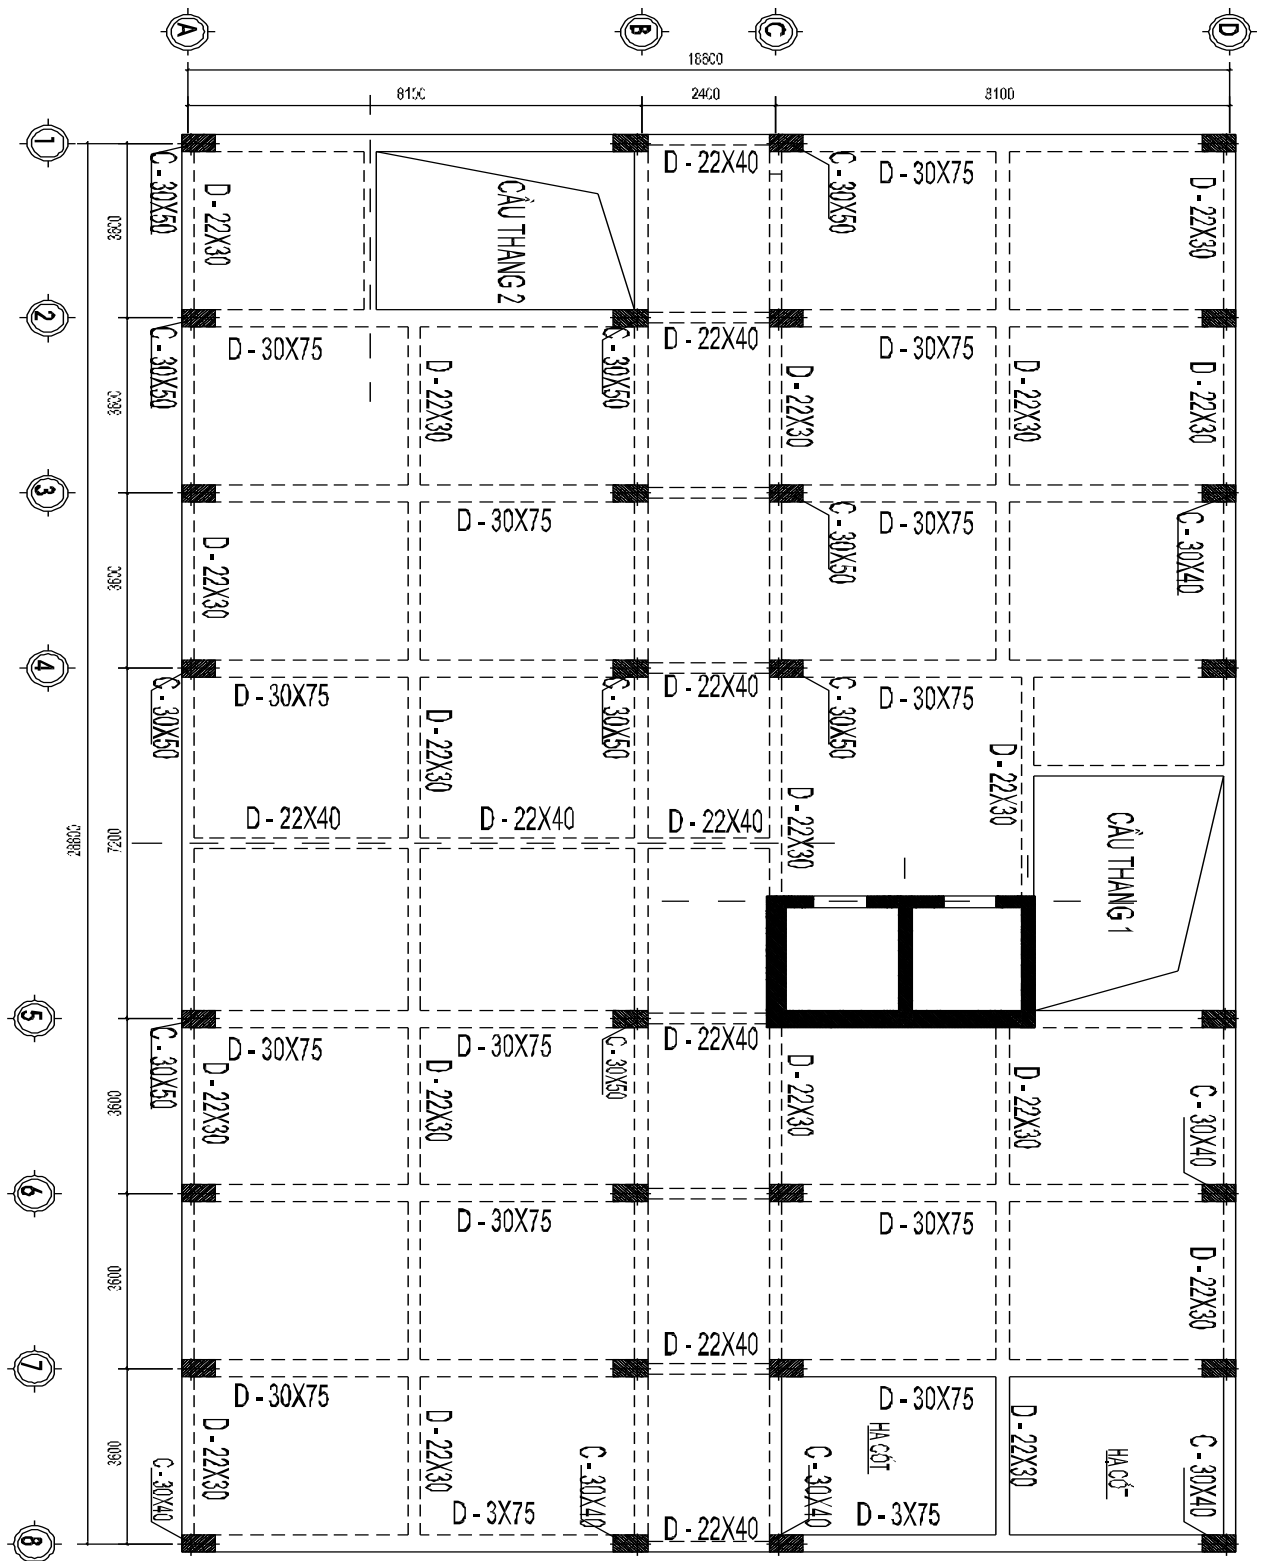 A
B
C
D
18600
8100
2400
8100
1
D - 22X40
D - 30X75
C - 30X50
D - 22X30
CẦU THANG 2
C - 30X50
D - 22X30
3600
2
D - 30X75
D - 22X40
D - 30X75
C - 30X50
D - 22X30
C - 30X50
D - 22X30
D - 22X30
D - 22X30
3600
3
D - 30X75
D - 30X75
D - 22X30
C - 30X50
C - 30X40
3600
4
D - 30X75
D - 22X40
D - 30X75
C - 30X50
D - 22X30
C - 30X50
C - 30X50
D - 22X30
D - 22X40
D - 22X40
D - 22X40
D - 22X30
CẦU THANG 1
28800
7200
5
D - 30X75
D - 30X75
D - 22X40
C - 30X50
D - 22X30
D - 22X30
C - 30X50
D - 22X30
D - 22X30
C - 30X40
3600
6
D - 30X75
D - 30X75
D - 22X30
3600
D - 22X40
7
D - 30X75
D - 30X75
D - 22X30
D - 22X30
D - 22X30
HẠ CỐT
3600
C - 30X40
C - 30X40
C - 30X40
C - 30X40
D - 3X75
D - 3X75
D - 22X40
8